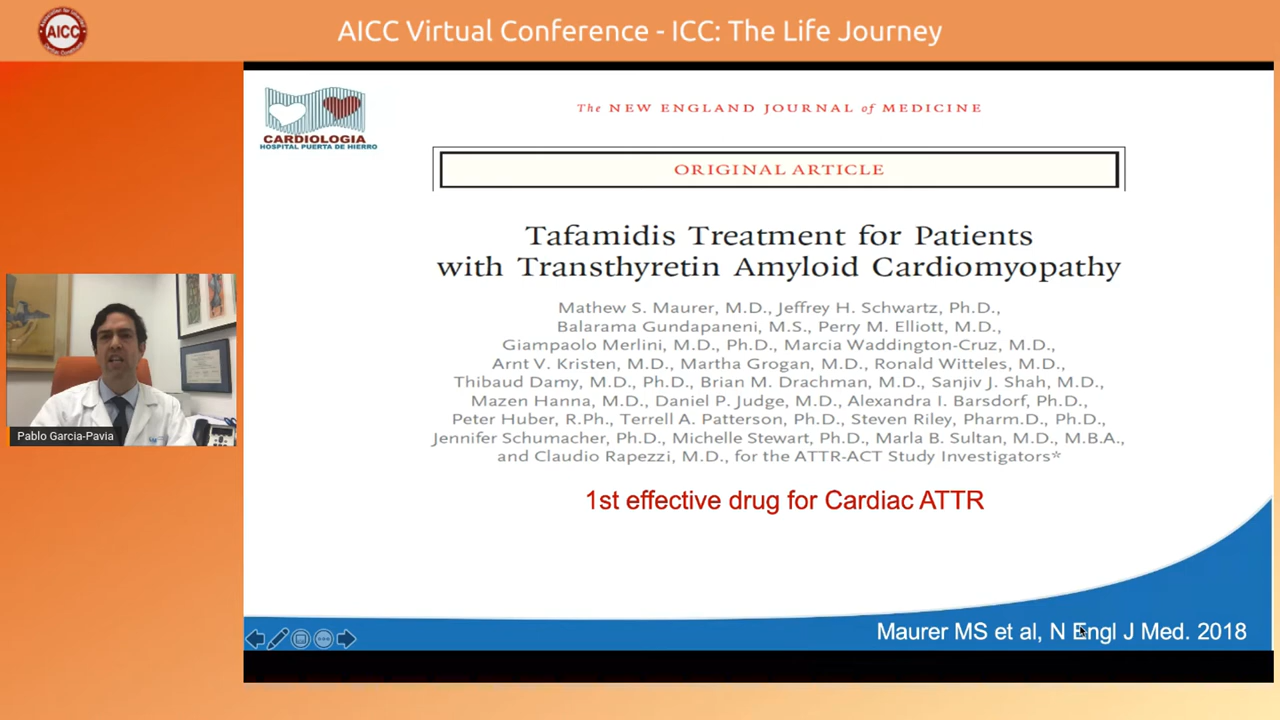 AICC
AICC Virtual Conference - ICC: The Life Journey
CARDIOLOGIA
HOSPITAL PUERTA DE HIERRO
The NEW ENGLAND JOURNAL of MEDICINE
ORIGINAL ARTICLE
Tafamidis Treatment for Patients
with Transthyretin Amyloid Cardiomyopathy
Mathew S. Maurer, M.D., Jeffrey H. Schwartz, Ph.D.,
Balarama Gundapaneni, M.S., Perry M. Elliott, M.D.,
Giampaolo Merlini, M.D., Ph.D., Marcia Waddington-Cruz, M.D.,
Arnt V. Kristen, M.D., Martha Grogan, M.D., Ronald Witteles, M.D.,
Thibaud Damy, M.D., Ph.D., Brian M. Drachman, M.D., Sanjiv J. Shah, M.D.,
Mazen Hanna, M.D., Daniel P. Judge, M.D., Alexandra I. Barsdorf, Ph.D.,
Peter Huber, R.Ph., Terrell A. Patterson, Ph.D., Steven Riley, Pharm.D., Ph.D.,
Jennifer Schumacher, Ph.D., Michelle Stewart, Ph.D., Marla B. Sultan, M.D., M.B.A.,
and Claudio Rapezzi, M.D., for the ATTR-ACT Study Investigators*
1st effective drug for Cardiac ATTR
Pablo Garcia-Pavia
Maurer MS et al, N Engl J Med. 2018